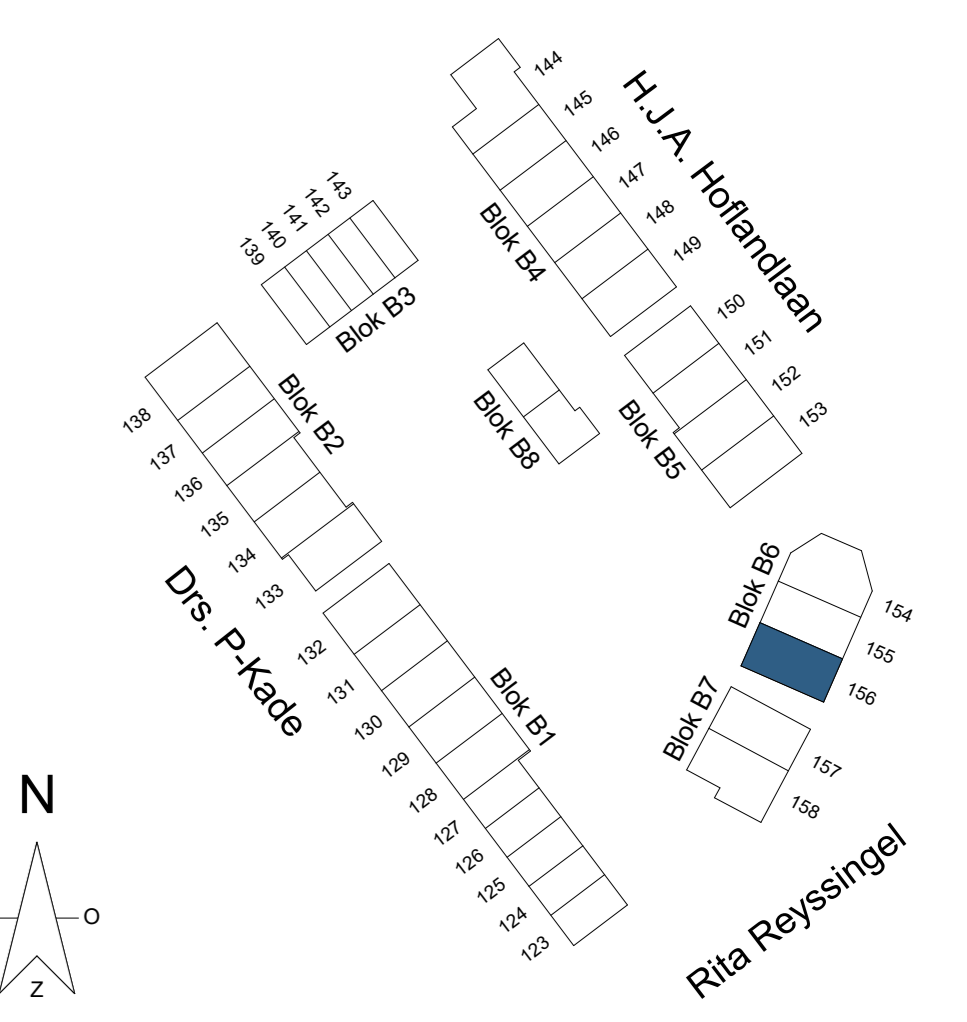 144
145
146
147
148
149
H.J.A. Hoflandlaan
Blok B4
143
142
141
140
139
Blok B3
150
151
152
153
Blok B5
Blok B8
Blok B2
138
137
136
135
134
133
Drs. P-Kade
132
131
130
129
128
127
126
125
124
123
Blok B1
Blok B6
154
155
156
Blok B7
157
158
Rita Reyssingel
N
O
Z